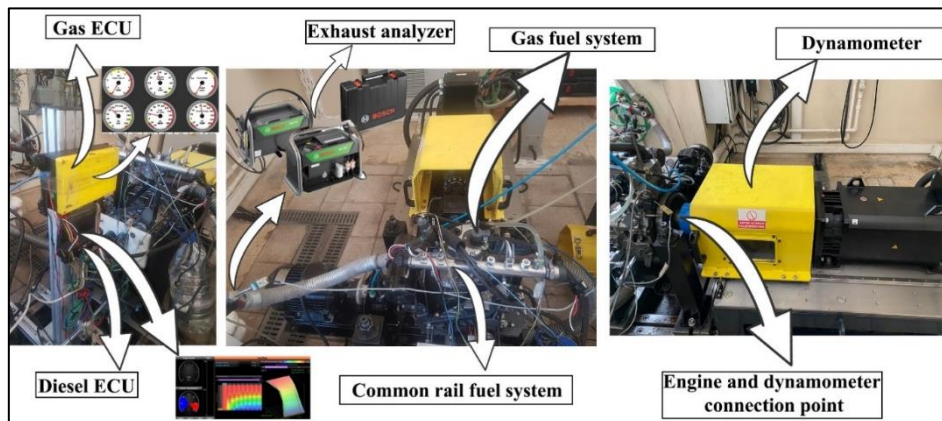 Gas ECU
Exhaust analyzer
Gas fuel system
Dynamometer
BOSCH
Diesel ECU
Common rail fuel system
Engine and dynamometer
connection point